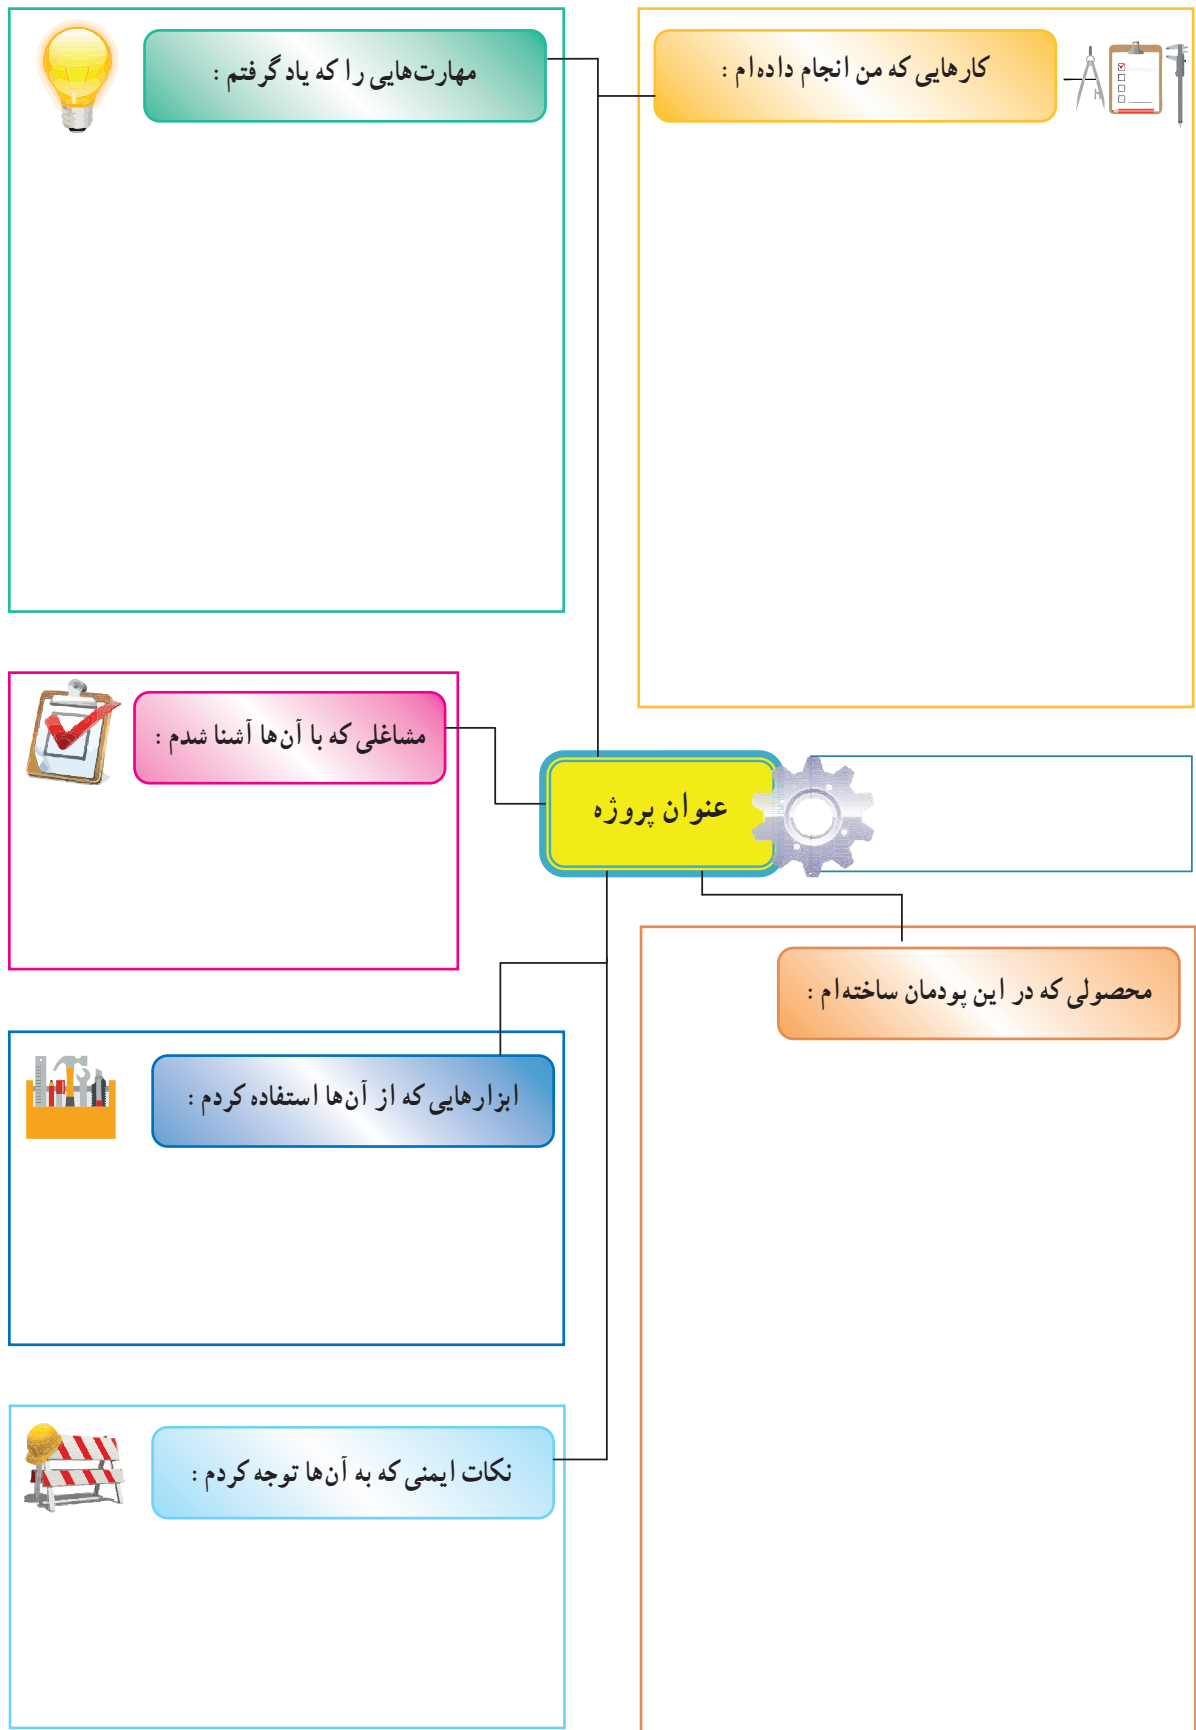 کارهایی که من انجام داده‌ام :
مهارت‌هایی را که یاد گرفتم :
مشاغلی که با آن‌ها آشنا شدم :
عنوان پروژه
محصولی که در این پودمان ساخته‌ام :
ابزارهایی که از آن‌ها استفاده کردم :
نکات ایمنی که به آن‌ها توجه کردم :